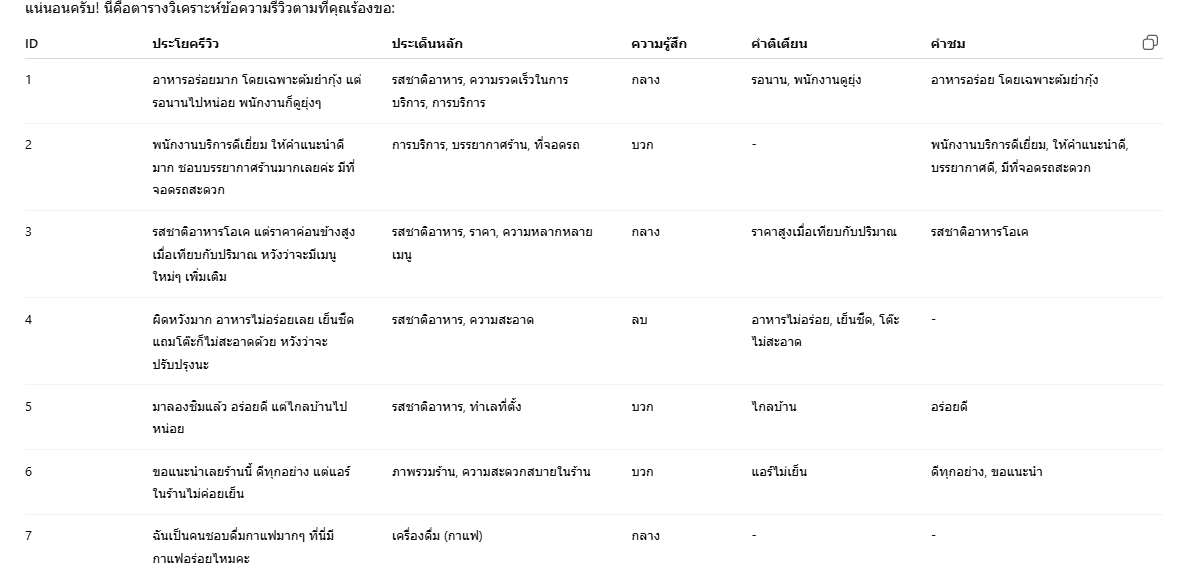 แน่นอนครับ! นี่คือตารางวิเคราะห์ข้อความรีวิวตามที่คุณร้องขอ:
ID ประโยครีวิว ประเด็นหลัก ความรู้สึก คำติเตียน คำชม
1 อาหารอร่อยมาก โดยเฉพาะต้มยำกุ้ง แต่ รสชาติอาหาร, ความรวดเร็วในการ กลาง รอนาน, พนักงานดูยุ่ง อาหารอร่อย โดยเฉพาะต้มยำกุ้ง
รอนานไปหน่อย พนักงานก็ดูยุ่งๆ บริการ, การบริการ
2 พนักงานบริการดีเยี่ยม ให้คำแนะนำดี การบริการ, บรรยากาศร้าน, ที่จอดรถ บวก - พนักงานบริการดีเยี่ยม, ให้คำแนะนำดี,
มาก ชอบบรรยากาศร้านมากเลยค่ะ มีที่ บรรยากาศดี, มีที่จอดรถสะดวก
จอดรถสะดวก
3 รสชาติอาหารโอเค แต่ราคาค่อนข้างสูง รสชาติอาหาร, ราคา, ความหลากหลาย กลาง ราคาสูงเมื่อเทียบกับปริมาณ รสชาติอาหารโอเค
เมื่อเทียบกับปริมาณ หวังว่าจะมีเมนู เมนู
ใหม่ๆ เพิ่มเติม
4 ผิดหวังมาก อาหารไม่อร่อยเลย เย็นชืด รสชาติอาหาร, ความสะอาด ลบ อาหารไม่อร่อย, เย็นชืด, โต๊ะ -
แถมโต๊ะก็ไม่สะอาดด้วย หวังว่าจะ ไม่สะอาด
ปรับปรุงนะ
5 มาลองชิมแล้ว อร่อยดี แต่ไกลบ้านไป รสชาติอาหาร, ทำเลที่ตั้ง บวก ไกลบ้าน อร่อยดี
หน่อย
6 ขอแนะนำเลยร้านนี้ ดีทุกอย่าง แต่แอร์ ภาพรวมร้าน, ความสะดวกสบายในร้าน บวก แอร์ไม่เย็น ดีทุกอย่าง, ขอแนะนำ
ในร้านไม่ค่อยเย็น
7 ฉันเป็นคนชอบดื่มกาแฟมากๆ ที่นี่มี เครื่องดื่ม (กาแฟ) กลาง - -
กาแฟอร่อยไหมคะ